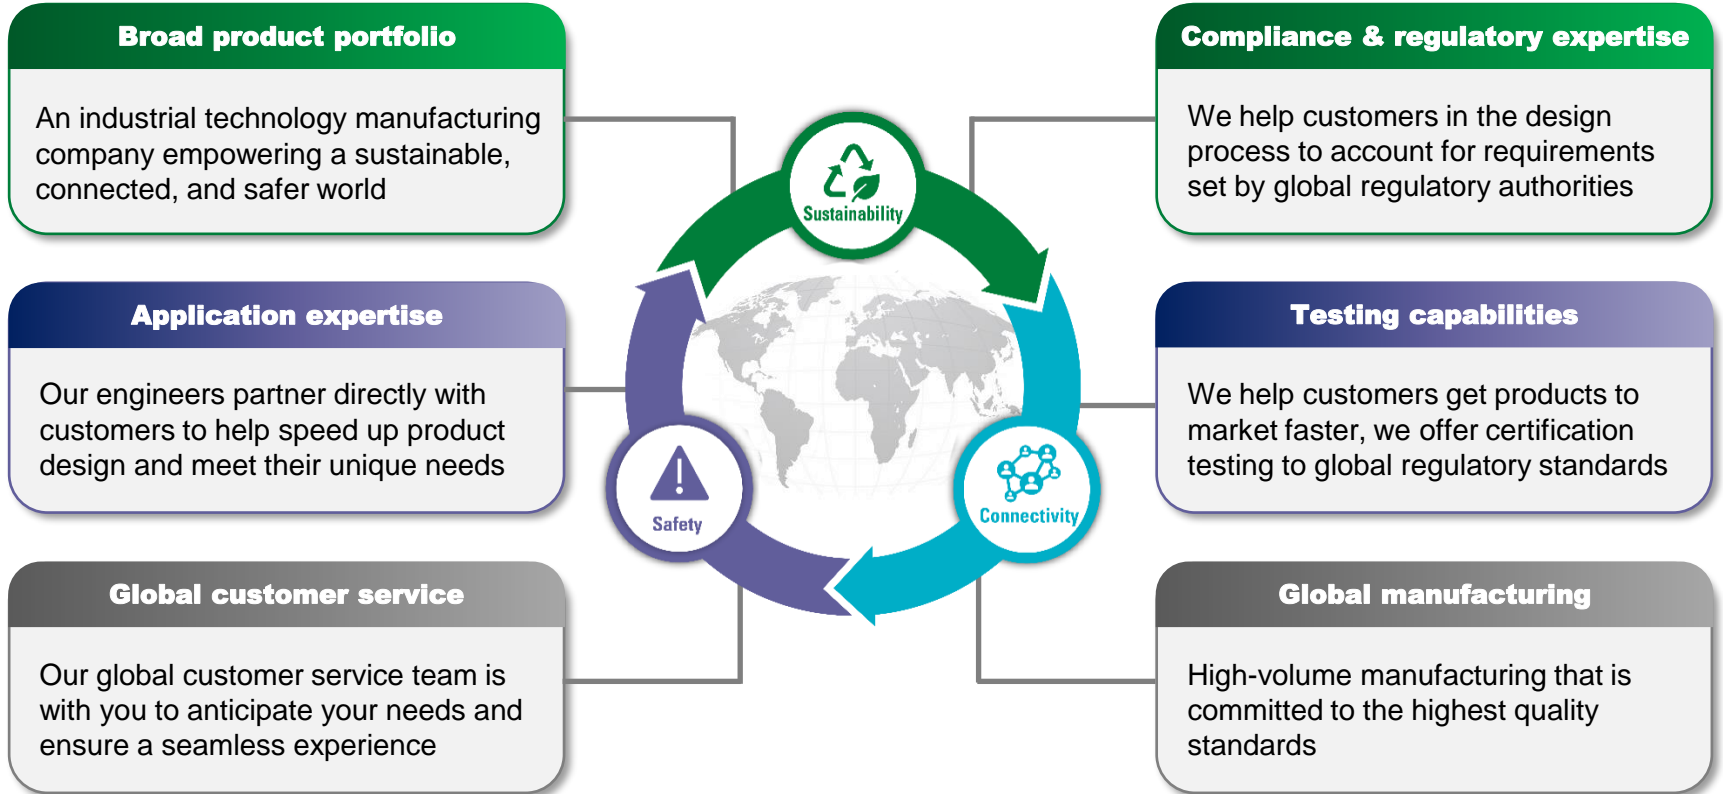 Broad product portfolio
An industrial technology manufacturing
company empowering a sustainable,
connected, and safer world
Compliance & regulatory expertise
We help customers in the design
process to account for requirements
set by global regulatory authorities
Sustainability
Application expertise
Our engineers partner directly with
customers to help speed up product
design and meet their unique needs
Testing capabilities
We help customers get products to
market faster, we offer certification
testing to global regulatory standards
Safety
Connectivity
Global customer service
Our global customer service team is
with you to anticipate your needs and
ensure a seamless experience
Global manufacturing
High-volume manufacturing that is
committed to the highest quality
standards